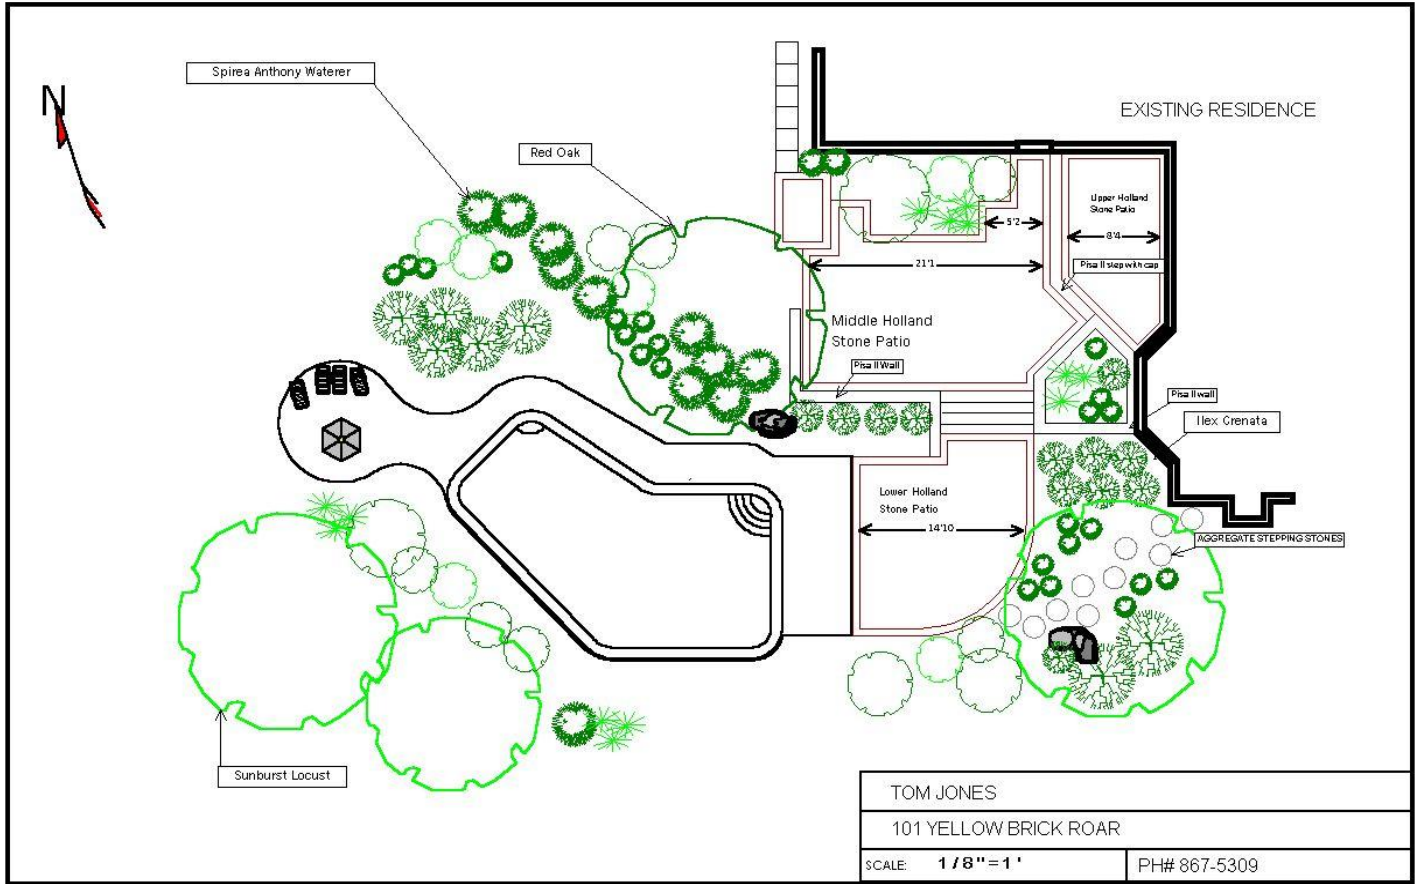 N
Spirea Anthony Waterer
EXISTING RESIDENCE
Red Oak
Upper Holland
Stone Patio
5'2
8'4
21'1
Pisa II step with cap
Middle Holland
Stone Patio
Pisa II Wall
Pisa II wall
Ilex Crenata
Lower Holland
Stone Patio
14'10
AGGREGATE STEPPING STONES
Sunburst Locust
TOM JONES
101 YELLOW BRICK ROAR
SCALE: 1/8"=1'
PH# 867-5309